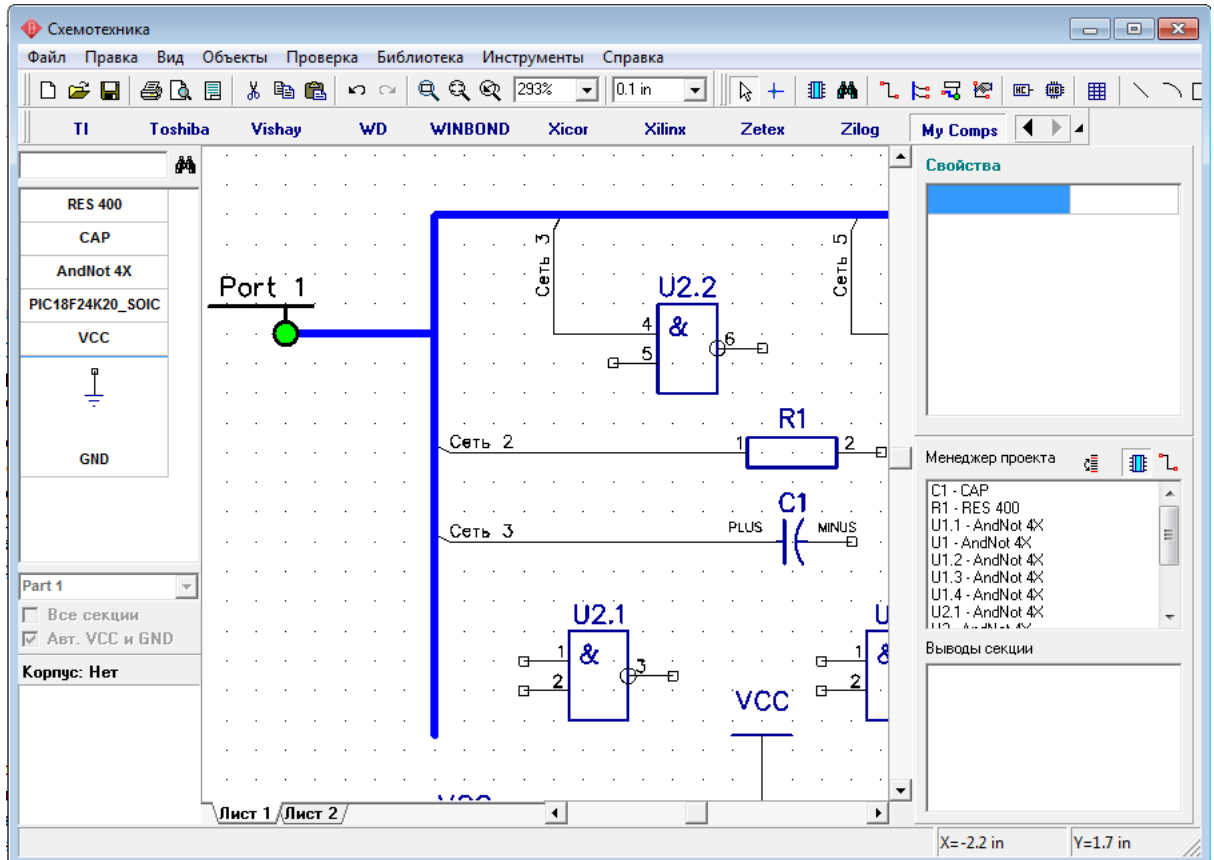 Схемотехника
Файл Правка Вид Объекты Проверка Библиотека Инструменты Справка
293% 0.1 in
TI Toshiba Vishay WD WINBOND Xicor Xilinx Zetex Zilog My Comps
Свойства
RES 400
CAP
AndNot 4X
PIC18F24K20_SOIC
VCC
GND
Part 1
Все секции
Авт. VCC и GND
Корпус: Нет
Port 1
Сеть 3
Сеть 5
U2.2
4 & 6
5
R1
Сеть 2 1 2
C1
Сеть 3 PLUS MINUS
U2.1 U
1 & 3 1 &
2 2
VCC
VCC
Лист 1 Лист 2
Менеджер проекта
C1 - CAP
R1 - RES 400
U1.1 - AndNot 4X
U1 - AndNot 4X
U1.2 - AndNot 4X
U1.3 - AndNot 4X
U1.4 - AndNot 4X
U2.1 - AndNot 4X
U2 - AndNot 4X
Выводы секции
X=-2.2 in Y=1.7 in